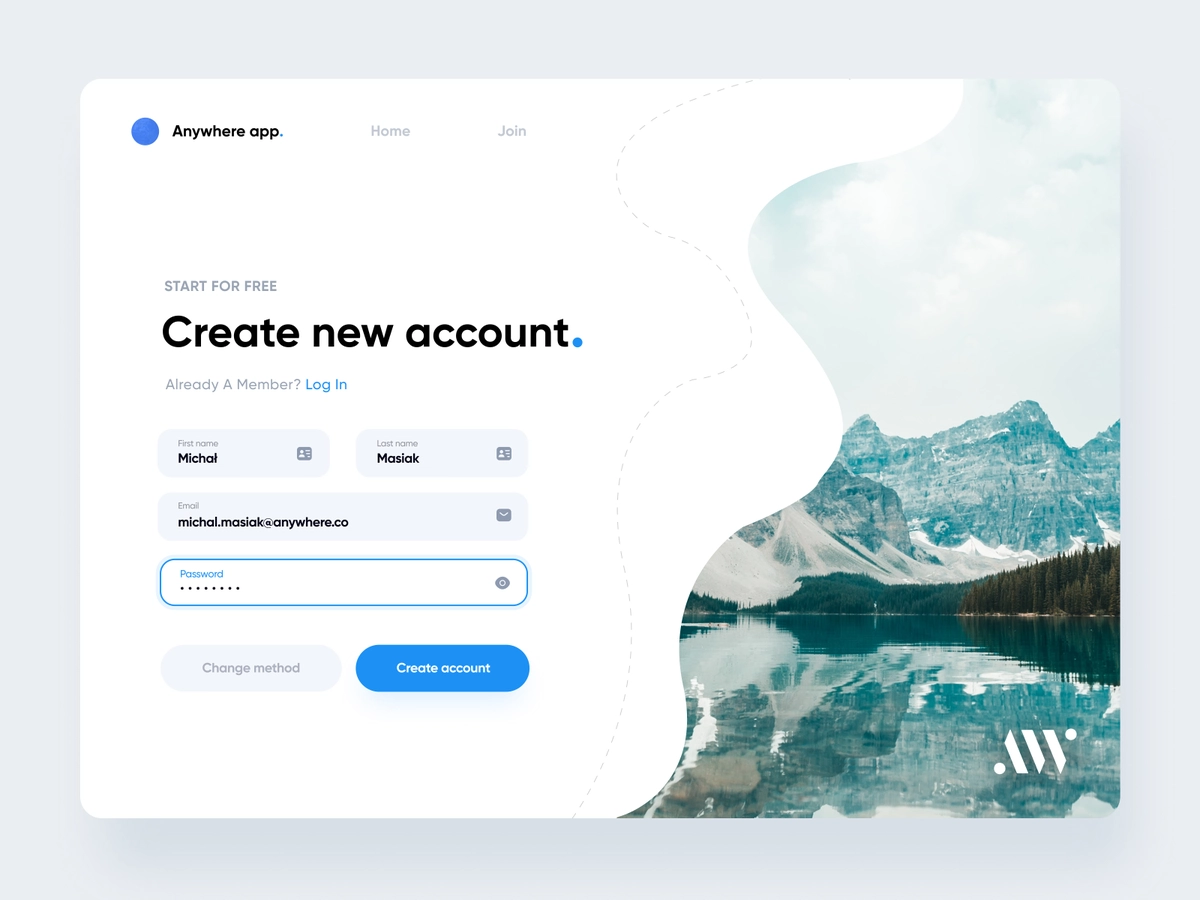 Anywhere app.
Home
Join
START FOR FREE
Create new account.
Already A Member? Log In
First name
Michał
Last name
Masiak
Email
michal.masiak@anywhere.co
Password
••••••••
Change method
Create account
.AW